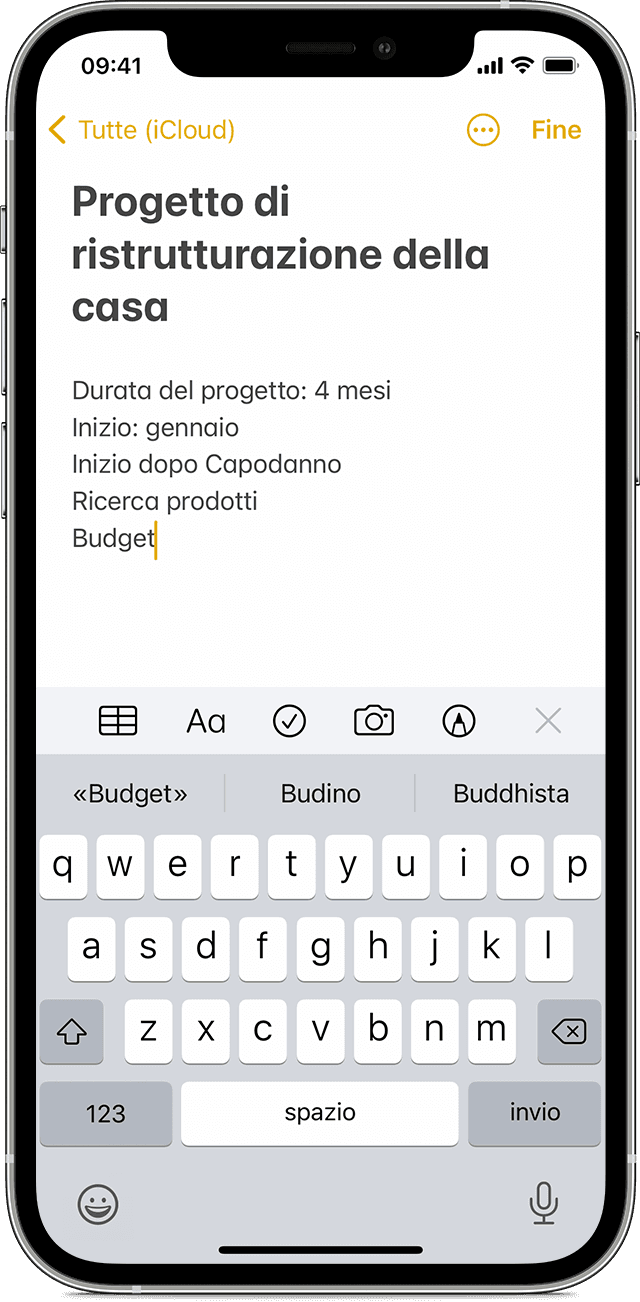 09:41
Tutte (iCloud) Fine
Progetto di
ristrutturazione della
casa
Durata del progetto: 4 mesi
Inizio: gennaio
Inizio dopo Capodanno
Ricerca prodotti
Budget
Aa
«Budget» Budino Buddhista
q w e r t y u i o p
a s d f g h j k l
z x c v b n m
123 spazio invio